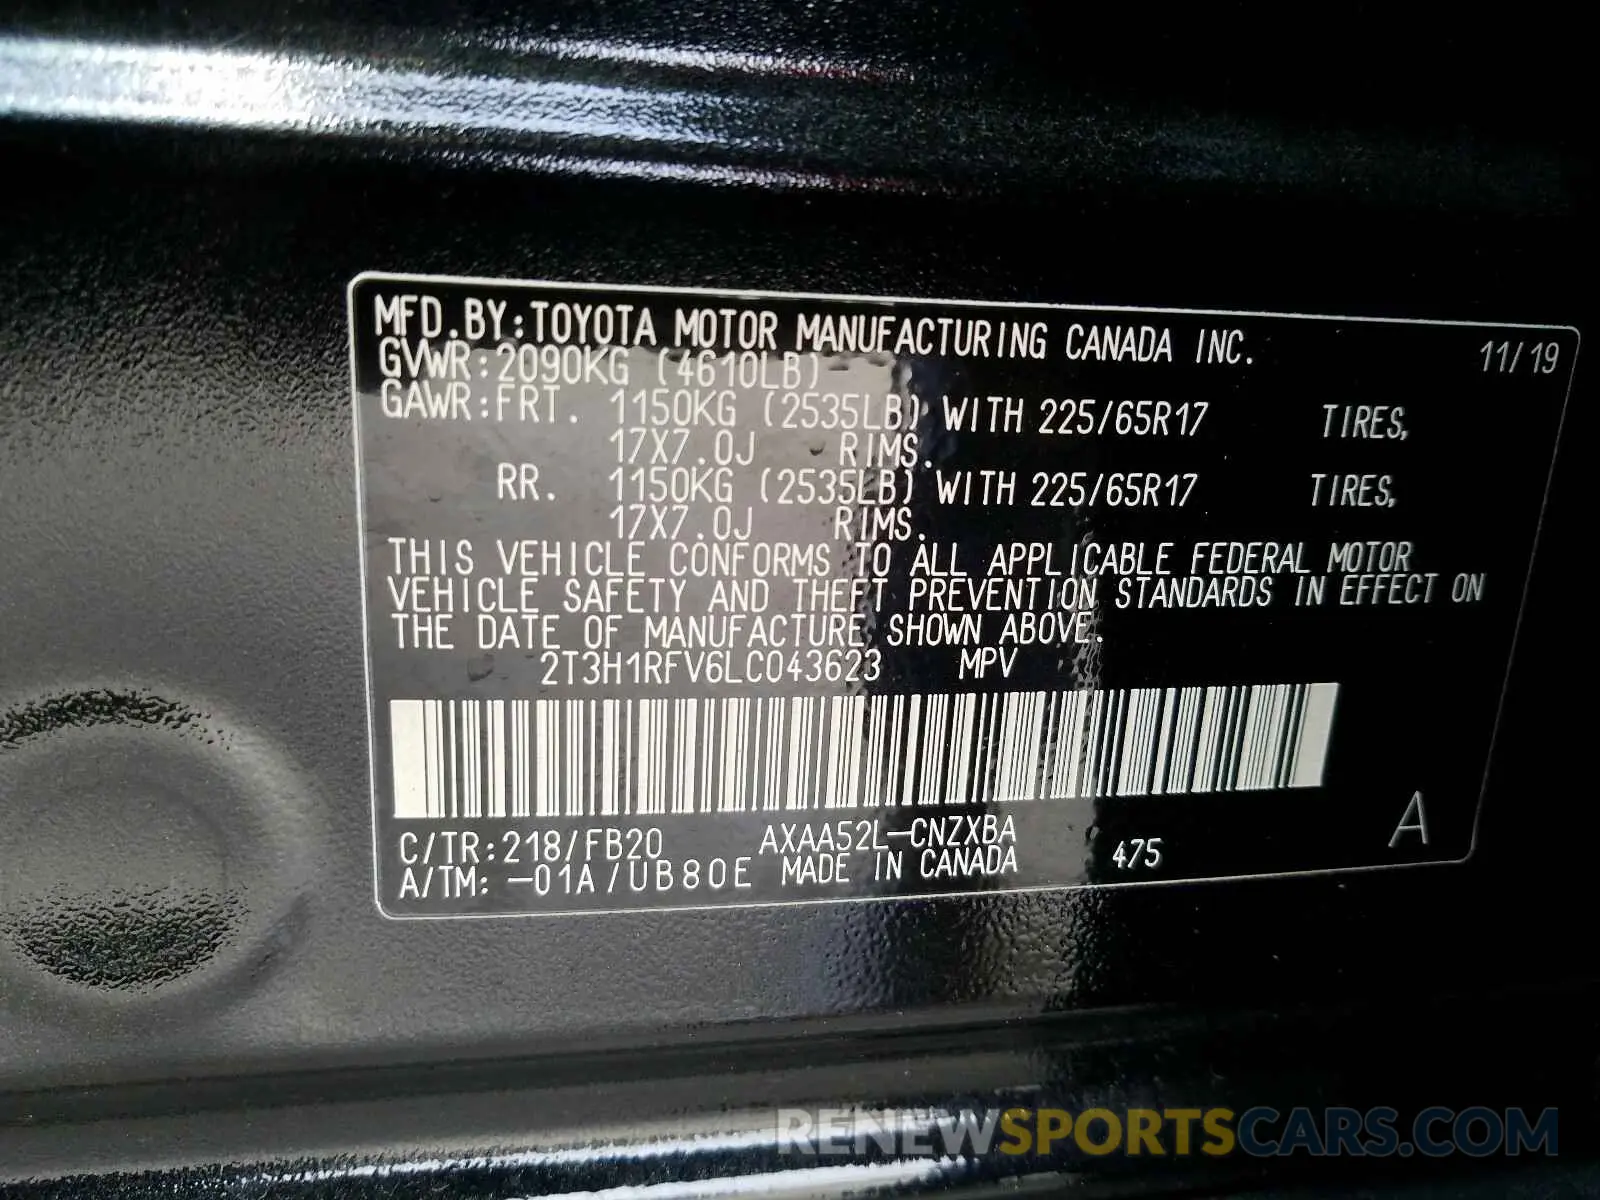 MFD.BY:TOYOTA MOTOR MANUFACTURING CANADA INC. 11/19
GVWR:2090KG (4610LB)
GAWR:FRT. 1150KG (2535LB) WITH 225/65R17 TIRES,
17X7.0J RIMS.
RR. 1150KG (2535LB) WITH 225/65R17 TIRES,
17X7.0J RIMS.
THIS VEHICLE CONFORMS TO ALL APPLICABLE FEDERAL MOTOR
VEHICLE SAFETY AND THEFT PREVENTION STANDARDS IN EFFECT ON
THE DATE OF MANUFACTURE SHOWN ABOVE.
2T3H1RFV6LC043623 MPV
C/TR:218/FB20 AXAA52L-CNZXBA
A/TM: -01A/UB80E MADE IN CANADA 475 A
RENEWSPORTSCARS.COM